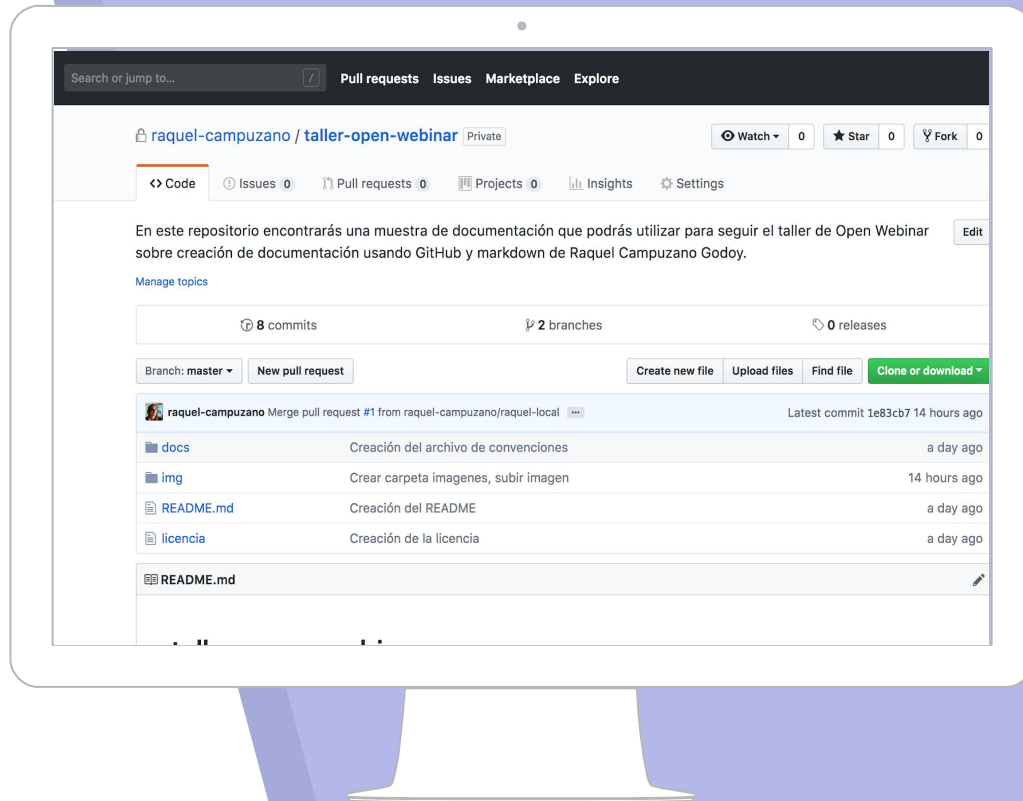 Search or jump to... / Pull requests Issues Marketplace Explore
raquel-campuzano / taller-open-webinar Private Watch 0 Star 0 Fork 0
<> Code Issues 0 Pull requests 0 Projects 0 Insights Settings
En este repositorio encontrarás una muestra de documentación que podrás utilizar para seguir el taller de Open Webinar Edit
sobre creación de documentación usando GitHub y markdown de Raquel Campuzano Godoy.
Manage topics
8 commits 2 branches 0 releases
Branch: master New pull request Create new file Upload files Find file Clone or download
raquel-campuzano Merge pull request #1 from raquel-campuzano/raquel-local ... Latest commit 1e83cb7 14 hours ago
docs Creación del archivo de convenciones a day ago
img Crear carpeta imagenes, subir imagen 14 hours ago
README.md Creación del README a day ago
licencia Creación de la licencia a day ago
README.md